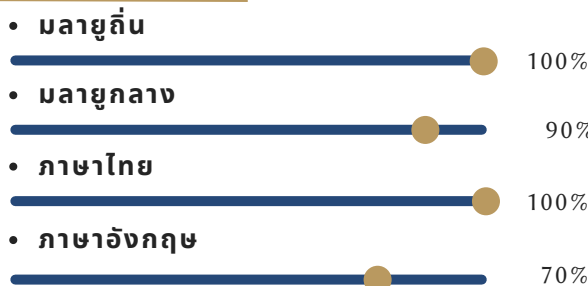 • มลายูถิ่น
100%
• มลายูกลาง
90%
• ภาษาไทย
100%
• ภาษาอังกฤษ
70%